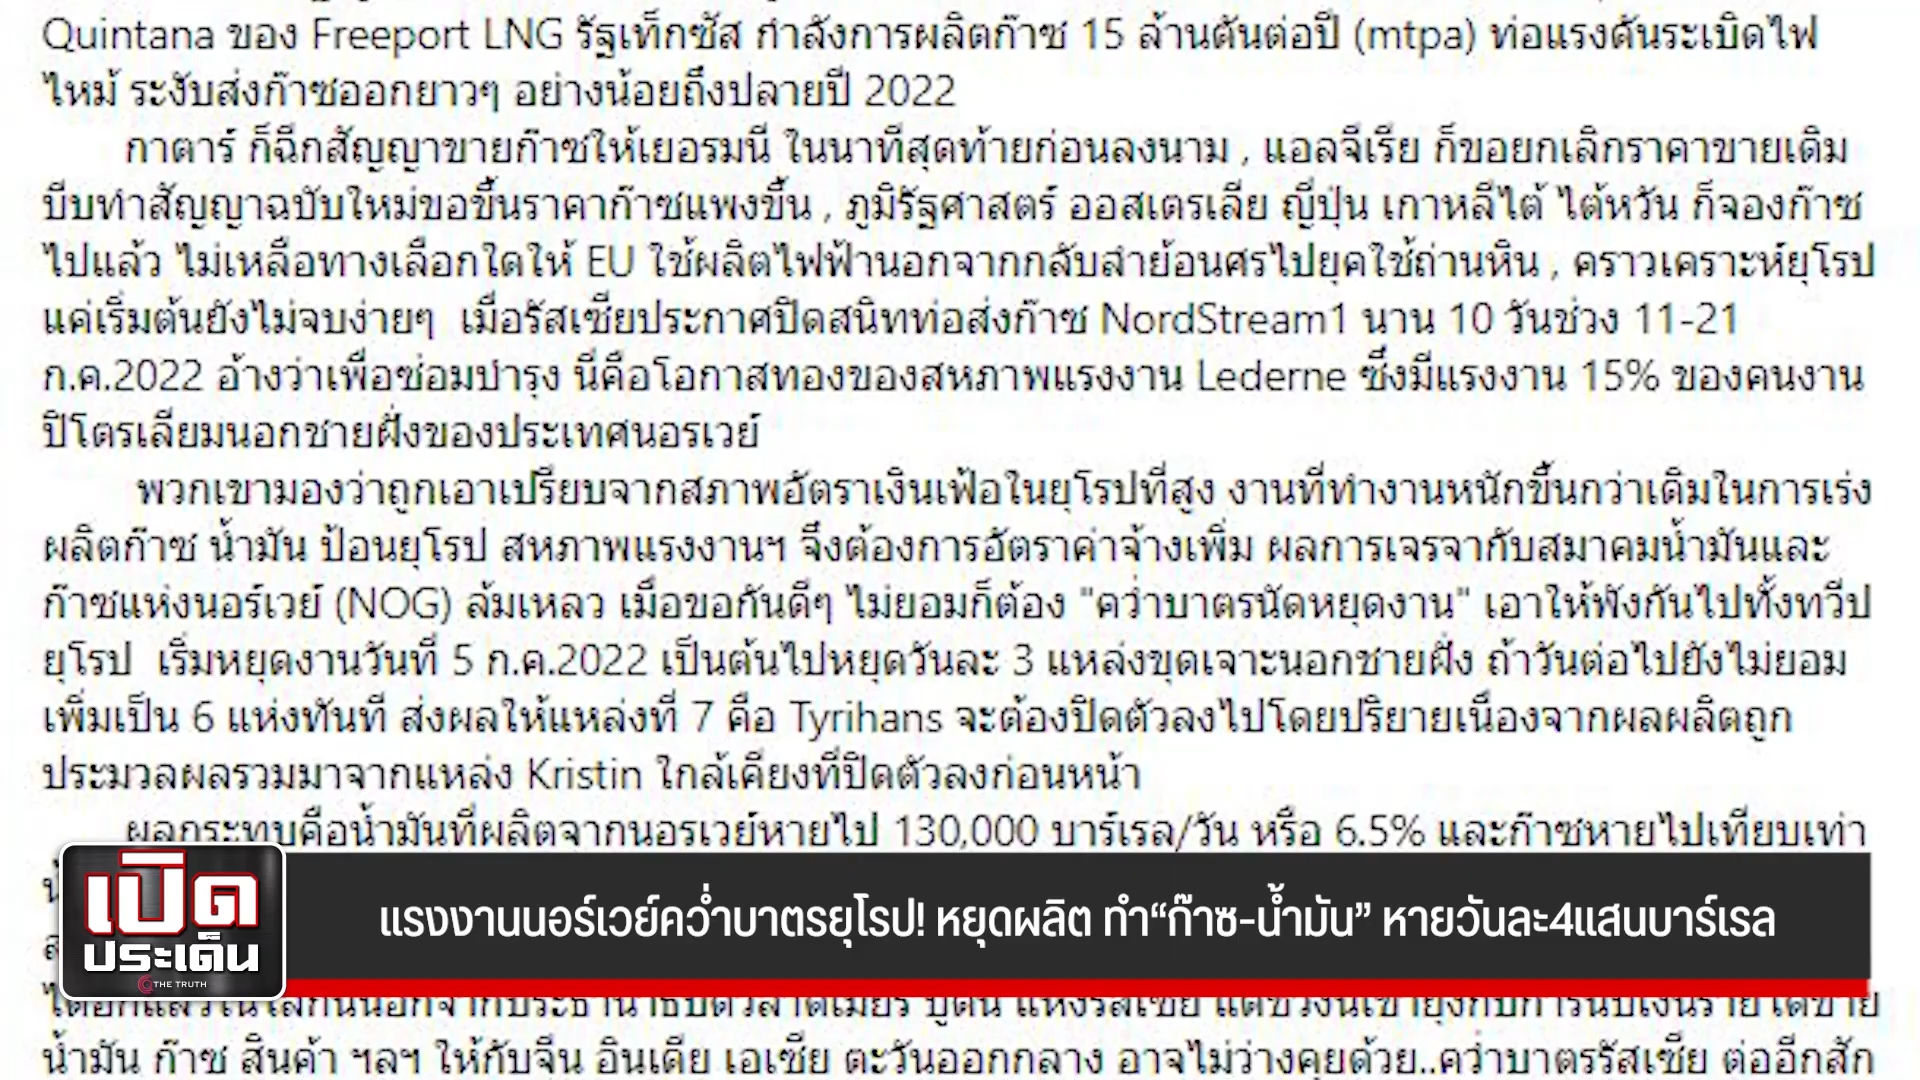 Quintana ของ Freeport LNG รัฐเท็กซัส กำลังการผลิตก๊าซ 15 ล้านตันต่อปี (mtpa) ท่อแรงดันระเบิดไฟ
ไหม้ ระงับส่งก๊าซออกยาวๆ อย่างน้อยถึงปลายปี 2022
กาตาร์ ก็ฉีกสัญญาขายก๊าซให้เยอรมนี ในนาทีสุดท้ายก่อนลงนาม , แอลจีเรีย ก็ขอยกเลิกราคาขายเดิม
บีบทำสัญญาฉบับใหม่ขอขึ้นราคาก๊าซแพงขึ้น , ภูมิรัฐศาสตร์ ออสเตรเลีย ญี่ปุ่น เกาหลีไต้ ไต้หวัน ก็จองก๊าซ
ไปแล้ว ไม่เหลือทางเลือกใดให้ EU ใช้ผลิตไฟฟ้านอกจากกลับลำย้อนศรไปยุคใช้ถ่านหิน , คราวเคราะห์ยุโรป
แค่เริ่มต้นยังไม่จบง่ายๆ เมื่อรัสเซียประกาศปิดสนิทท่อส่งก๊าซ NordStream1 นาน 10 วันช่วง 11-21
ก.ค.2022 อ้างว่าเพื่อซ่อมบำรุง นี่คือโอกาสทองของสหภาพแรงงาน Lederne ซึ่งมีแรงงาน 15% ของคนงาน
ปิโตรเลียมนอกชายฝั่งของประเทศนอรเวย์
พวกเขามองว่าถูกเอาเปรียบจากสภาพอัตราเงินเฟ้อในยุโรปที่สูง งานที่ทำงานหนักขึ้นกว่าเดิมในการเร่ง
ผลิตก๊าซ น้ำมัน ป้อนยุโรป สหภาพแรงงานฯ จึงต้องการอัตราค่าจ้างเพิ่ม ผลการเจรจากับสมาคมน้ำมันและ
ก๊าซแห่งนอร์เวย์ (NOG) ล้มเหลว เมื่อขอกันดีๆ ไม่ยอมก็ต้อง "คว่ำบาตรนัดหยุดงาน" เอาให้พังกันไปทั้งทวีป
ยุโรป เริ่มหยุดงานวันที่ 5 ก.ค.2022 เป็นต้นไปหยุดวันละ 3 แหล่งขุดเจาะนอกชายฝั่ง ถ้าวันต่อไปยังไม่ยอม
เพิ่มเป็น 6 แห่งทันที ส่งผลให้แหล่งที่ 7 คือ Tyrihans จะต้องปิดตัวลงไปโดยปริยายเนื่องจากผลผลิตถูก
ประมวลผลรวมมาจากแหล่ง Kristin ใกล้เคียงที่ปิดตัวลงก่อนหน้า
ผลกระทบคือน้ำมันที่ผลิตจากนอรเวย์หายไป 130,000 บาร์เรล/วัน หรือ 6.5% และก๊าซหายไปเทียบเท่า
เปิด
ประเด็น
THE TRUTH
แรงงานนอร์เวย์คว่ำบาตรยุโรป! หยุดผลิต ทำ“ก๊าซ-น้ำมัน” หายวันละ4แสนบาร์เรล
น้ำมัน ก๊าซ สินค้า ฯลฯ ให้กับจีน อินเดีย เอเชีย ตะวันออกกลาง อาจไม่ว่างคุยด้วย..คว่ำบาตรรัสเซีย ต่ออีกสัก